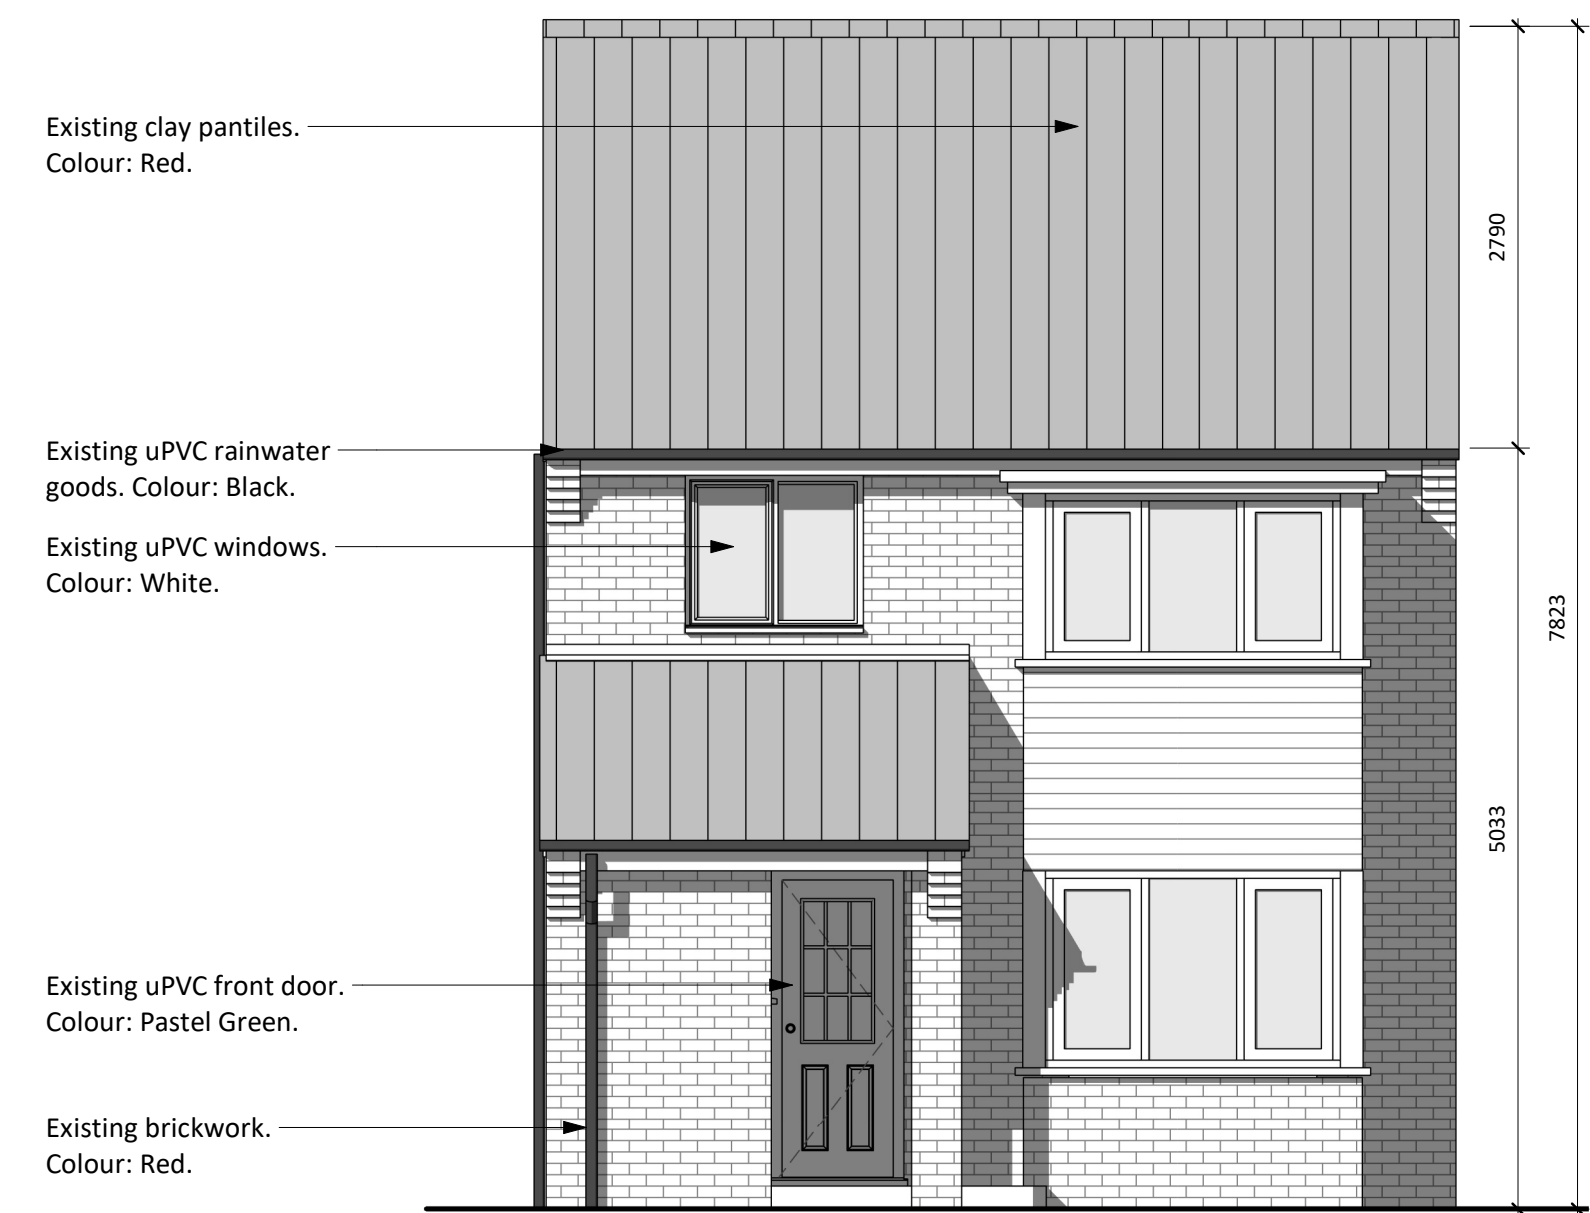 Existing clay pantiles.
Colour: Red.
2790
Existing uPVC rainwater
goods. Colour: Black.
Existing uPVC windows.
Colour: White.
7823
5033
Existing uPVC front door.
Colour: Pastel Green.
Existing brickwork.
Colour: Red.